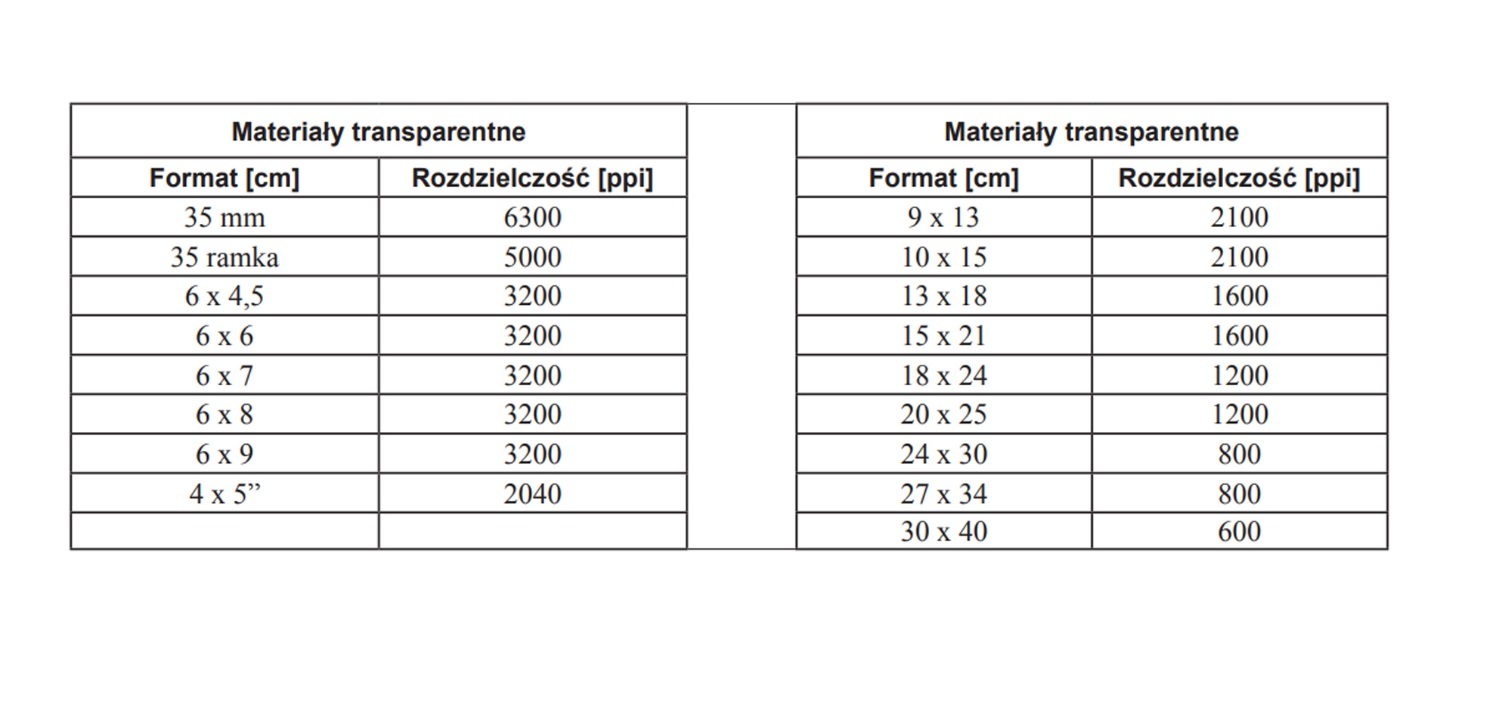 Materiały transparentne
Format [cm] Rozdzielczość [ppi]
35 mm 6300
35 ramka 5000
6 x 4,5 3200
6 x 6 3200
6 x 7 3200
6 x 8 3200
6 x 9 3200
4 x 5” 2040
Materiały transparentne
Format [cm] Rozdzielczość [ppi]
9 x 13 2100
10 x 15 2100
13 x 18 1600
15 x 21 1600
18 x 24 1200
20 x 25 1200
24 x 30 800
27 x 34 800
30 x 40 600